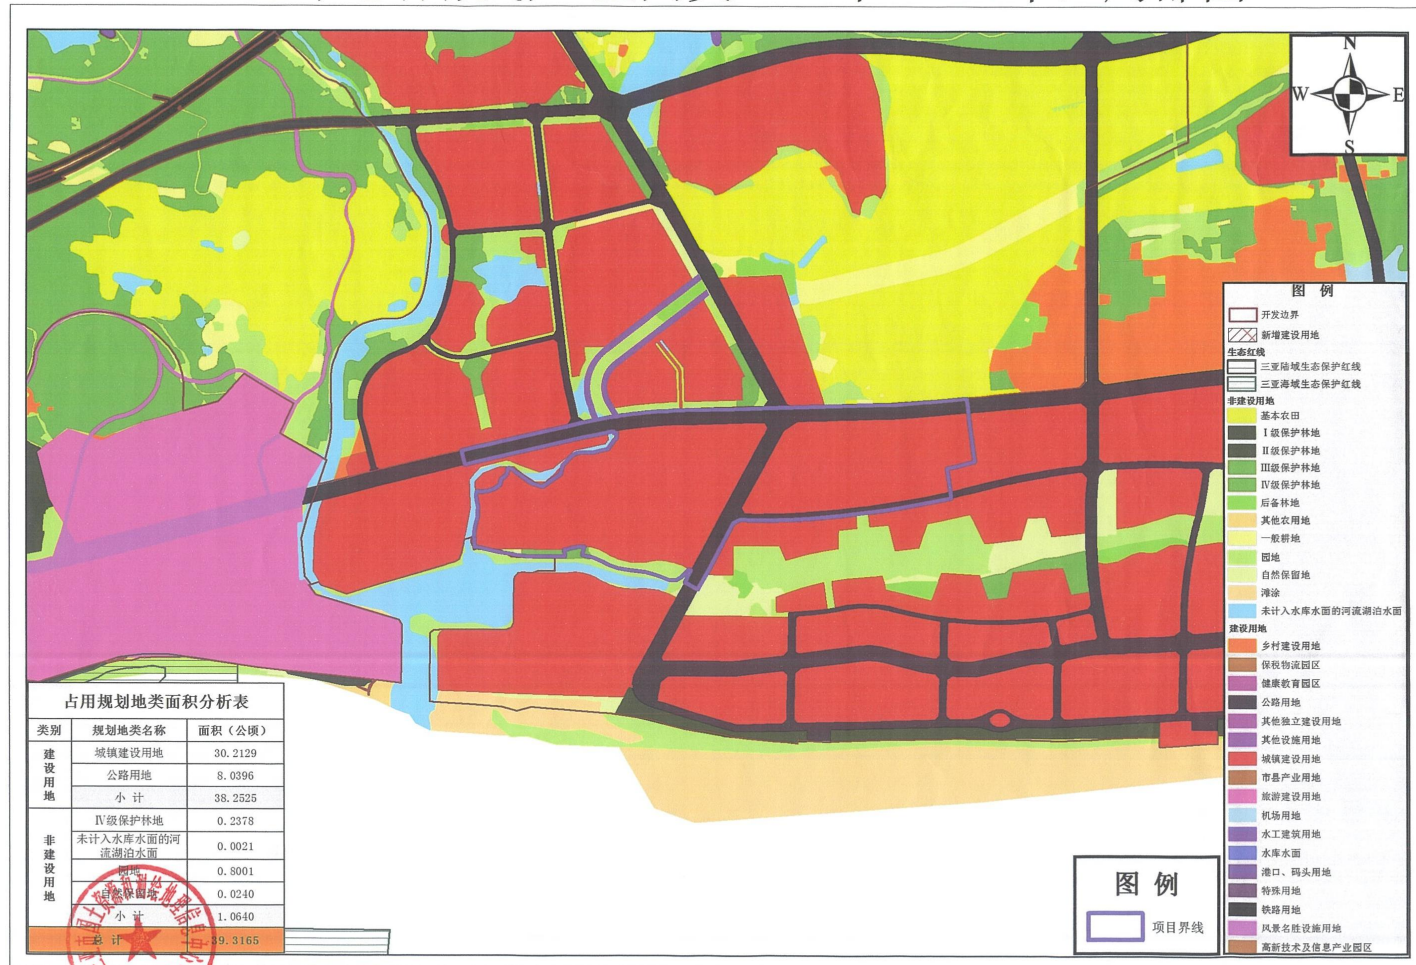 N
W
E
S
图 例
开发边界
新增建设用地
生态红线
三亚陆域生态保护红线
三亚海域生态保护红线
非建设用地
基本农田
Ⅰ级保护林地
Ⅱ级保护林地
Ⅲ级保护林地
Ⅳ级保护林地
后备林地
其他农用地
一般耕地
园地
自然保留地
滩涂
未计入水库水面的河流湖泊水面
建设用地
乡村建设用地
保税物流园区
健康教育园区
公路用地
其他独立建设用地
其他设施用地
城镇建设用地
市县产业用地
旅游建设用地
机场用地
水工建筑用地
水库水面
港口、码头用地
特殊用地
铁路用地
风景名胜设施用地
高新技术及信息产业园区
占用规划地类面积分析表
类别 规划地类名称 面积（公顷）
建设用地
城镇建设用地 30.2129
公路用地 8.0396
小 计 38.2525
非建设用地
Ⅳ级保护林地 0.2378
未计入水库水面的河
流湖泊水面 0.0021
园地 0.8001
自然保留地 0.0240
小 计 1.0640
总 计 39.3165
图 例
项目界线